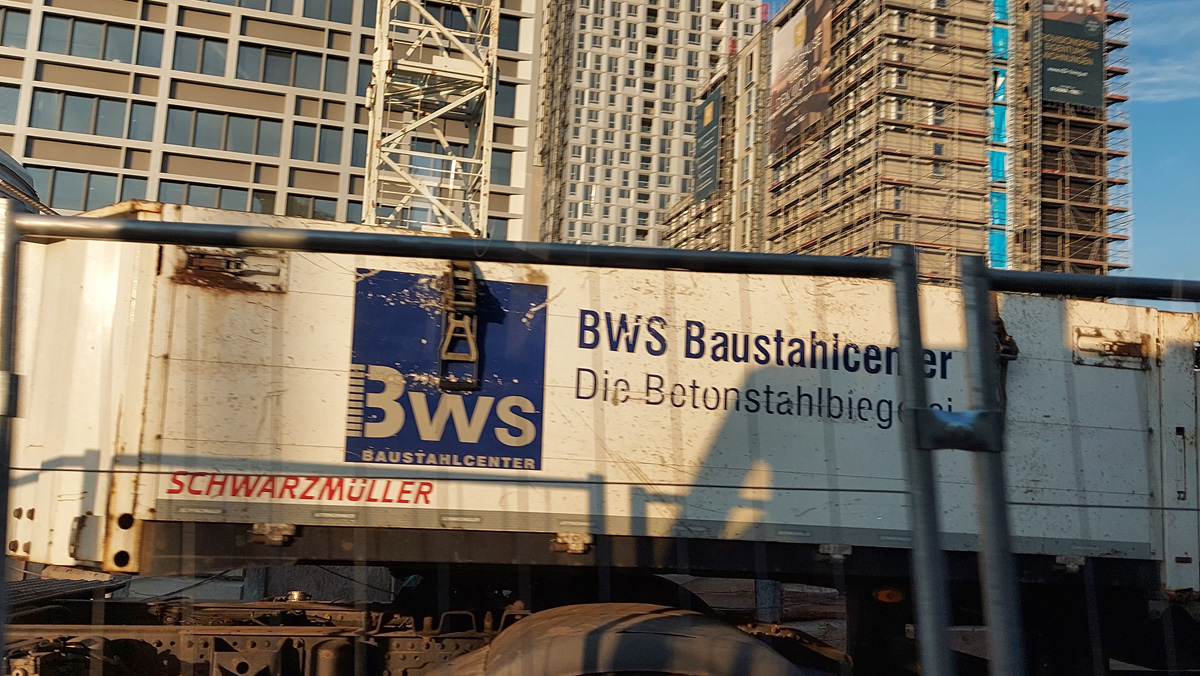 BWS Baustahlcenter
Die Betonstahlbiegerei
BWS
BAUSTAHLCENTER
SCHWARZMÜLLER